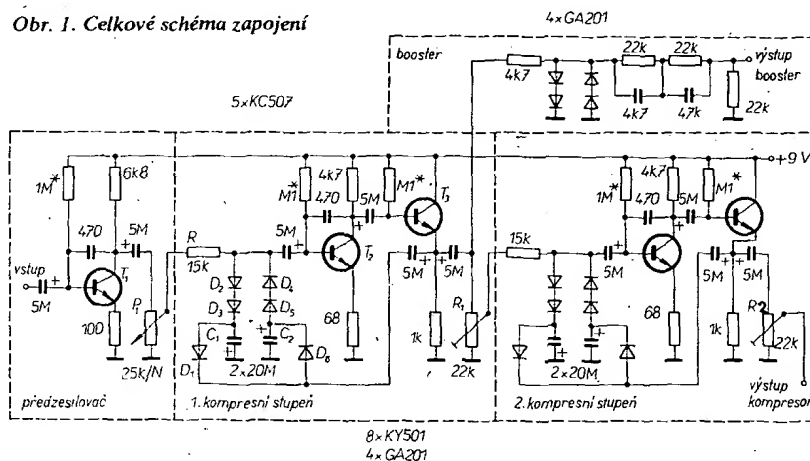 Obr. 1. Celkové schéma zapojení
4×GA201
booster
22k
22k
výstup
booster
4k7
4k7
47k
22k
5×KC507
+9 V
1M*
6k8
470
5M
vstup
5M
T1
100
P1
25k/N
předzesilovač
R
15k
D2
D3
D4
D5
C1
C2
D1
D6
2×20M
5M
M1*
470
4k7
5M
M1*
T2
T3
68
5M
5M
1k
R1
22k
1. kompresní stupeň
15k
2×20M
5M
1M*
470
4k7
5M
M1*
68
5M
5M
1k
R2
22k
výstup
kompresor
2. kompresní stupeň
8×KY501
4×GA201